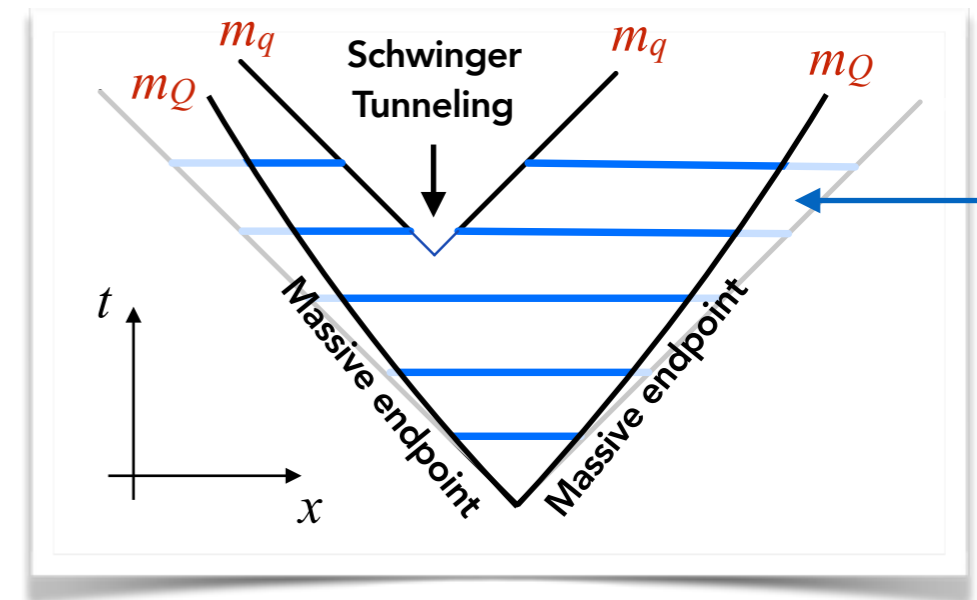 m_q
m_Q
Schwinger
Tunneling
m_q
m_Q
t
x
Massive endpoint
Massive endpoint